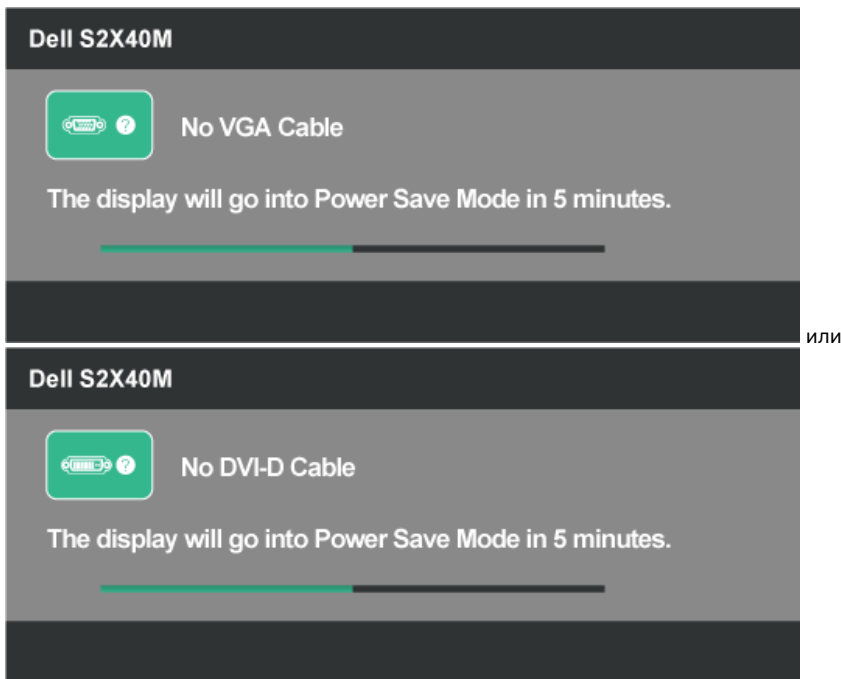 Dell S2X40M
? No VGA Cable
The display will go into Power Save Mode in 5 minutes.
или
Dell S2X40M
? No DVI-D Cable
The display will go into Power Save Mode in 5 minutes.